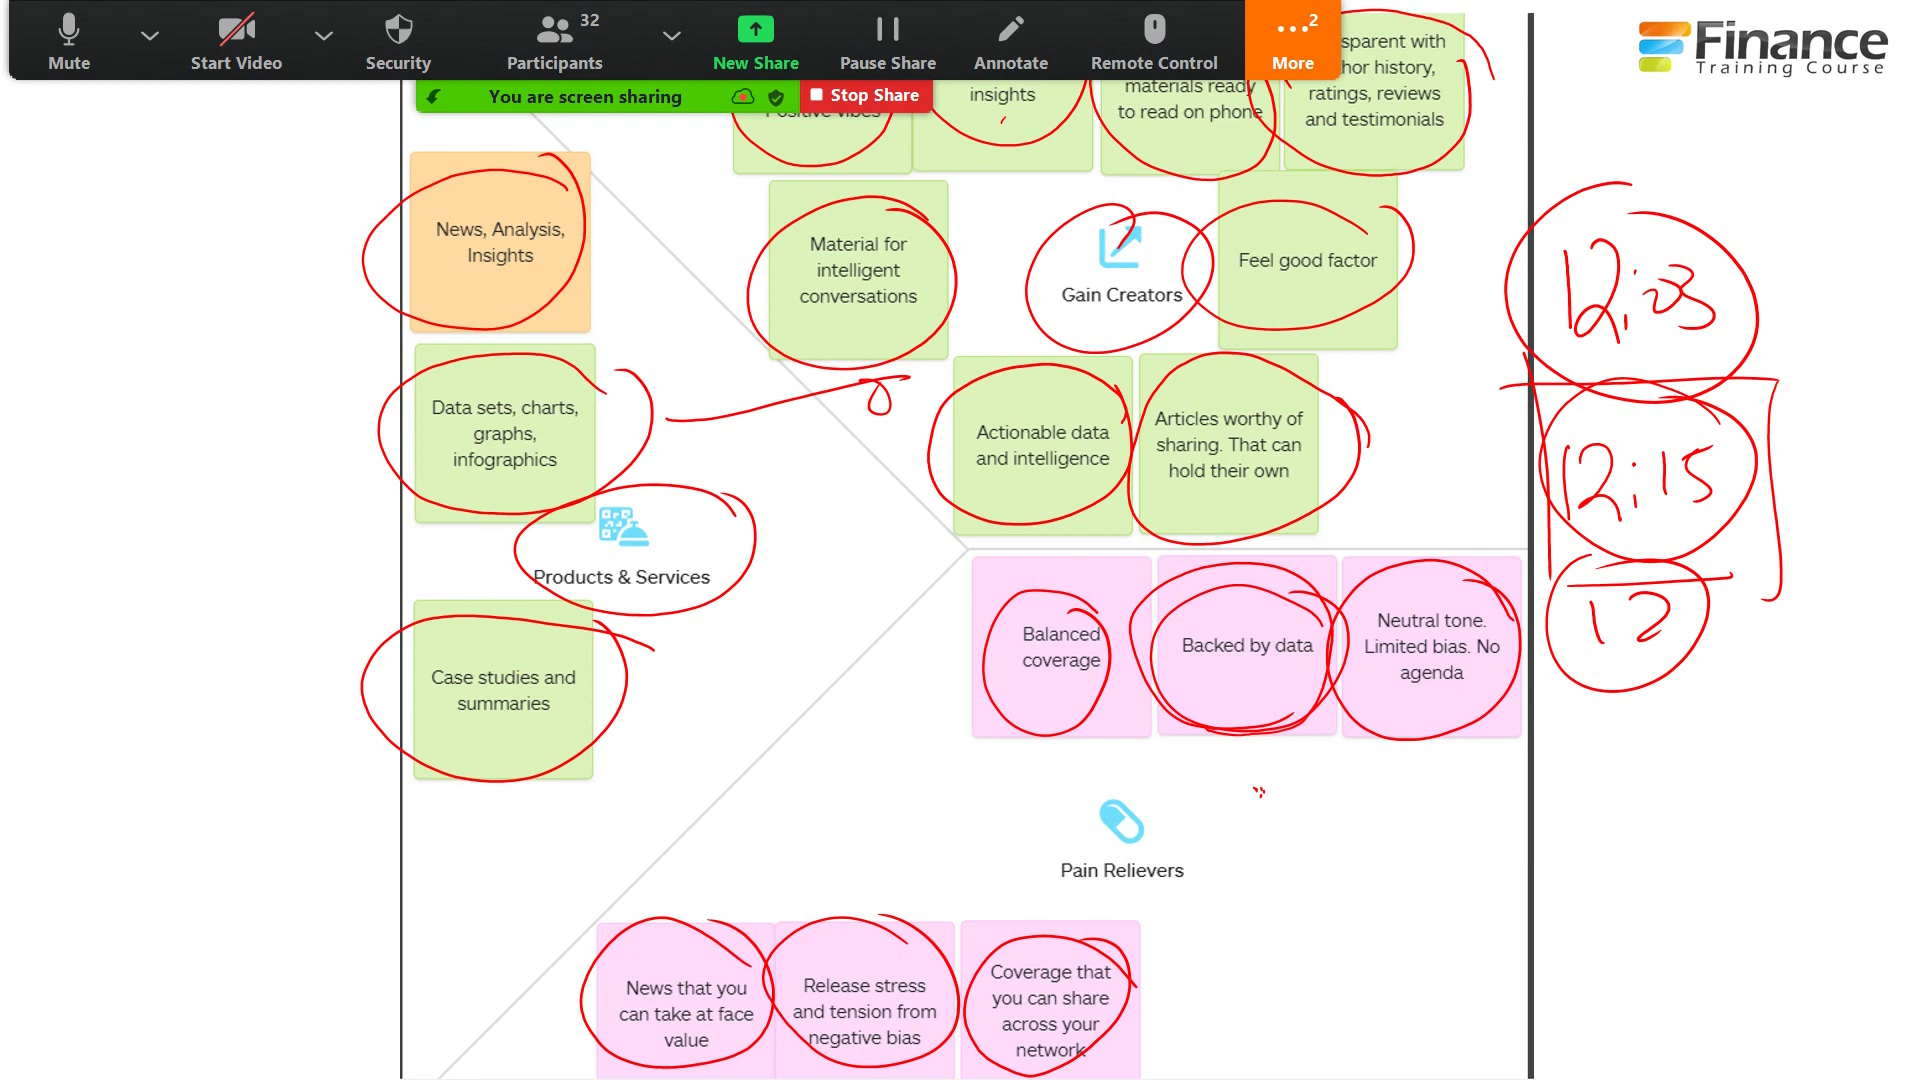 Mute
Start Video
Security
Participants
32
New Share
Pause Share
Annotate
Remote Control
2
More
You are screen sharing
Stop Share
Finance
Training Course
Positive vibes
insights
materials ready
to read on phone
sparent with
hor history,
ratings, reviews
and testimonials
News, Analysis,
Insights
Material for
intelligent
conversations
Gain Creators
Feel good factor
12:03
Data sets, charts,
graphs,
infographics
Actionable data
and intelligence
Articles worthy of
sharing. That can
hold their own
12:15
Products & Services
12
Case studies and
summaries
Balanced
coverage
Backed by data
Neutral tone.
Limited bias. No
agenda
Pain Relievers
News that you
can take at face
value
Release stress
and tension from
negative bias
Coverage that
you can share
across your
network